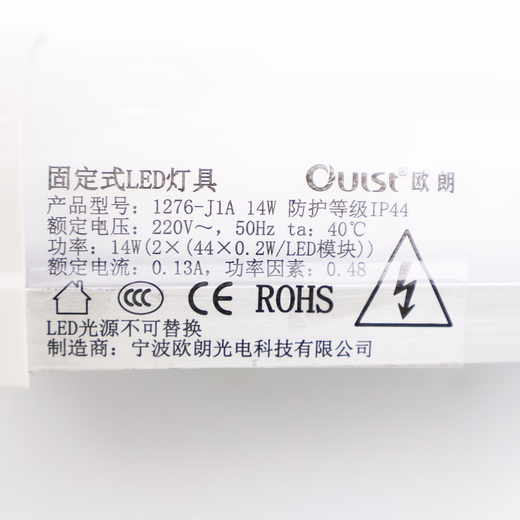 固定式LED灯具 Ouist®欧朗
产品型号: 1276-J1A 14W 防护等级IP44
额定电压: 220V～, 50Hz ta: 40℃
功率: 14W(2×(44×0.2W/LED模块))
额定电流: 0.13A, 功率因素: 0.48
CCC CE ROHS
LED光源不可替换
制造商: 宁波欧朗光电科技有限公司